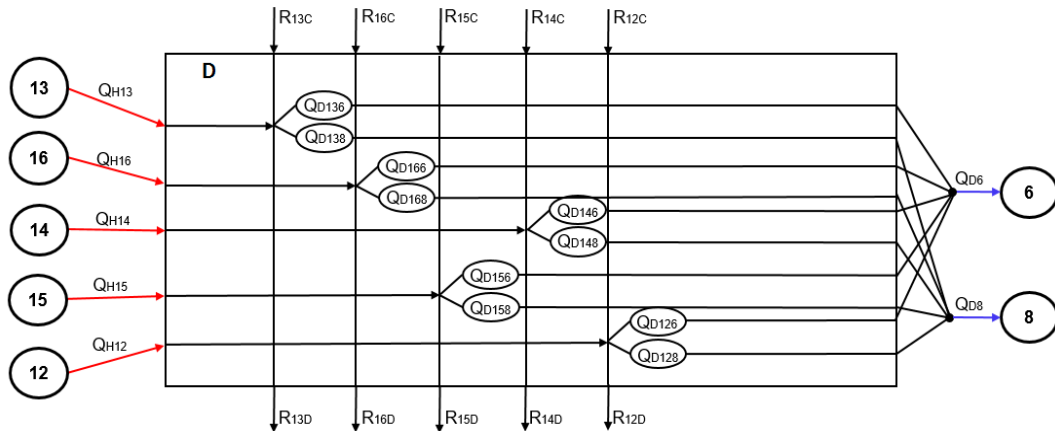 R13C R16C R15C R14C R12C
D
13 QH13
QD136
QD138
16 QH16
QD166
QD168
QD6 6
14 QH14
QD146
QD148
15 QH15
QD156
QD158
QD8 8
QD126
12 QH12
QD128
R13D R16D R15D R14D R12D